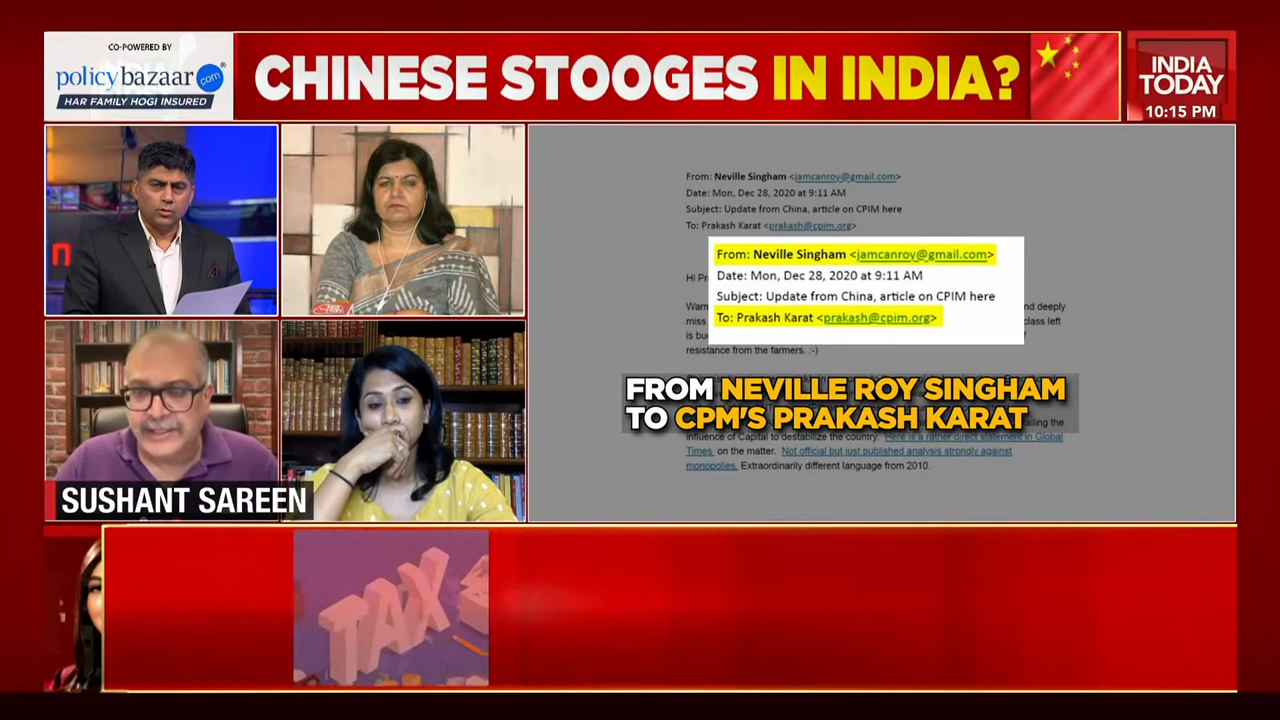 CO-POWERED BY
policybazaar.com
HAR FAMILY HOGI INSURED
CHINESE STOOGES IN INDIA?
INDIA
TODAY
10:15 PM
From: Neville Singham <jamcanroy@gmail.com>
Date: Mon, Dec 28, 2020 at 9:11 AM
Subject: Update from China, article on CPIM here
To: Prakash Karat <prakash@cpim.org>
From: Neville Singham <jamcanroy@gmail.com>
Date: Mon, Dec 28, 2020 at 9:11 AM
Subject: Update from China, article on CPIM here
To: Prakash Karat <prakash@cpim.org>
Hi
and deeply
miss
class left
is
resistance from the farmers. :-)
FROM NEVILLE ROY SINGHAM
TO CPM'S PRAKASH KARAT
the
influence of Capital to destabilize the country. Here is a rather direct statement in Global
Times on the matter. Not official but just published analysis strongly against
monopolies. Extraordinarily different language from 2010.
SUSHANT SAREEN
TAX